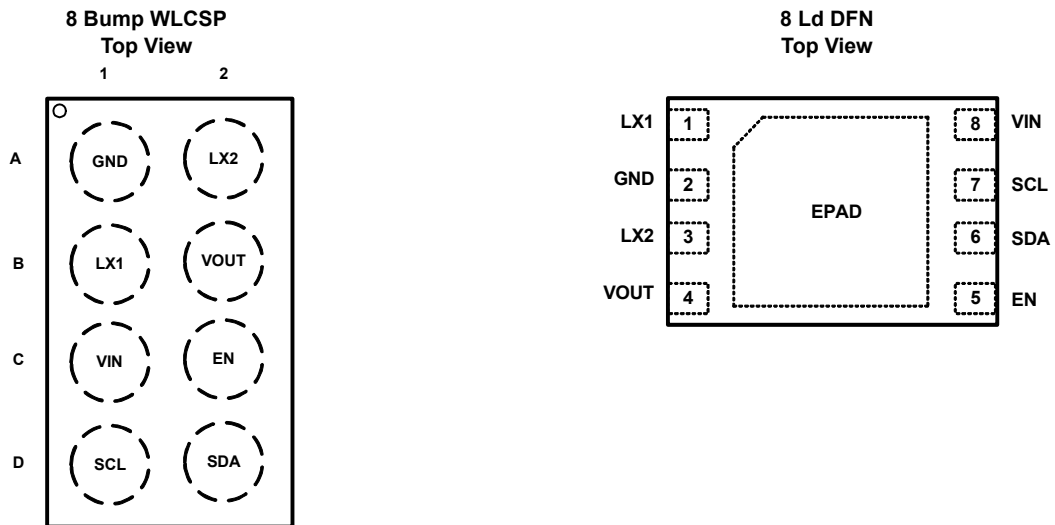 8 Bump WLCSP
Top View
1 2
A GND LX2
B LX1 VOUT
C VIN EN
D SCL SDA
8 Ld DFN
Top View
LX1 1 8 VIN
GND 2 7 SCL
EPAD
LX2 3 6 SDA
VOUT 4 5 EN